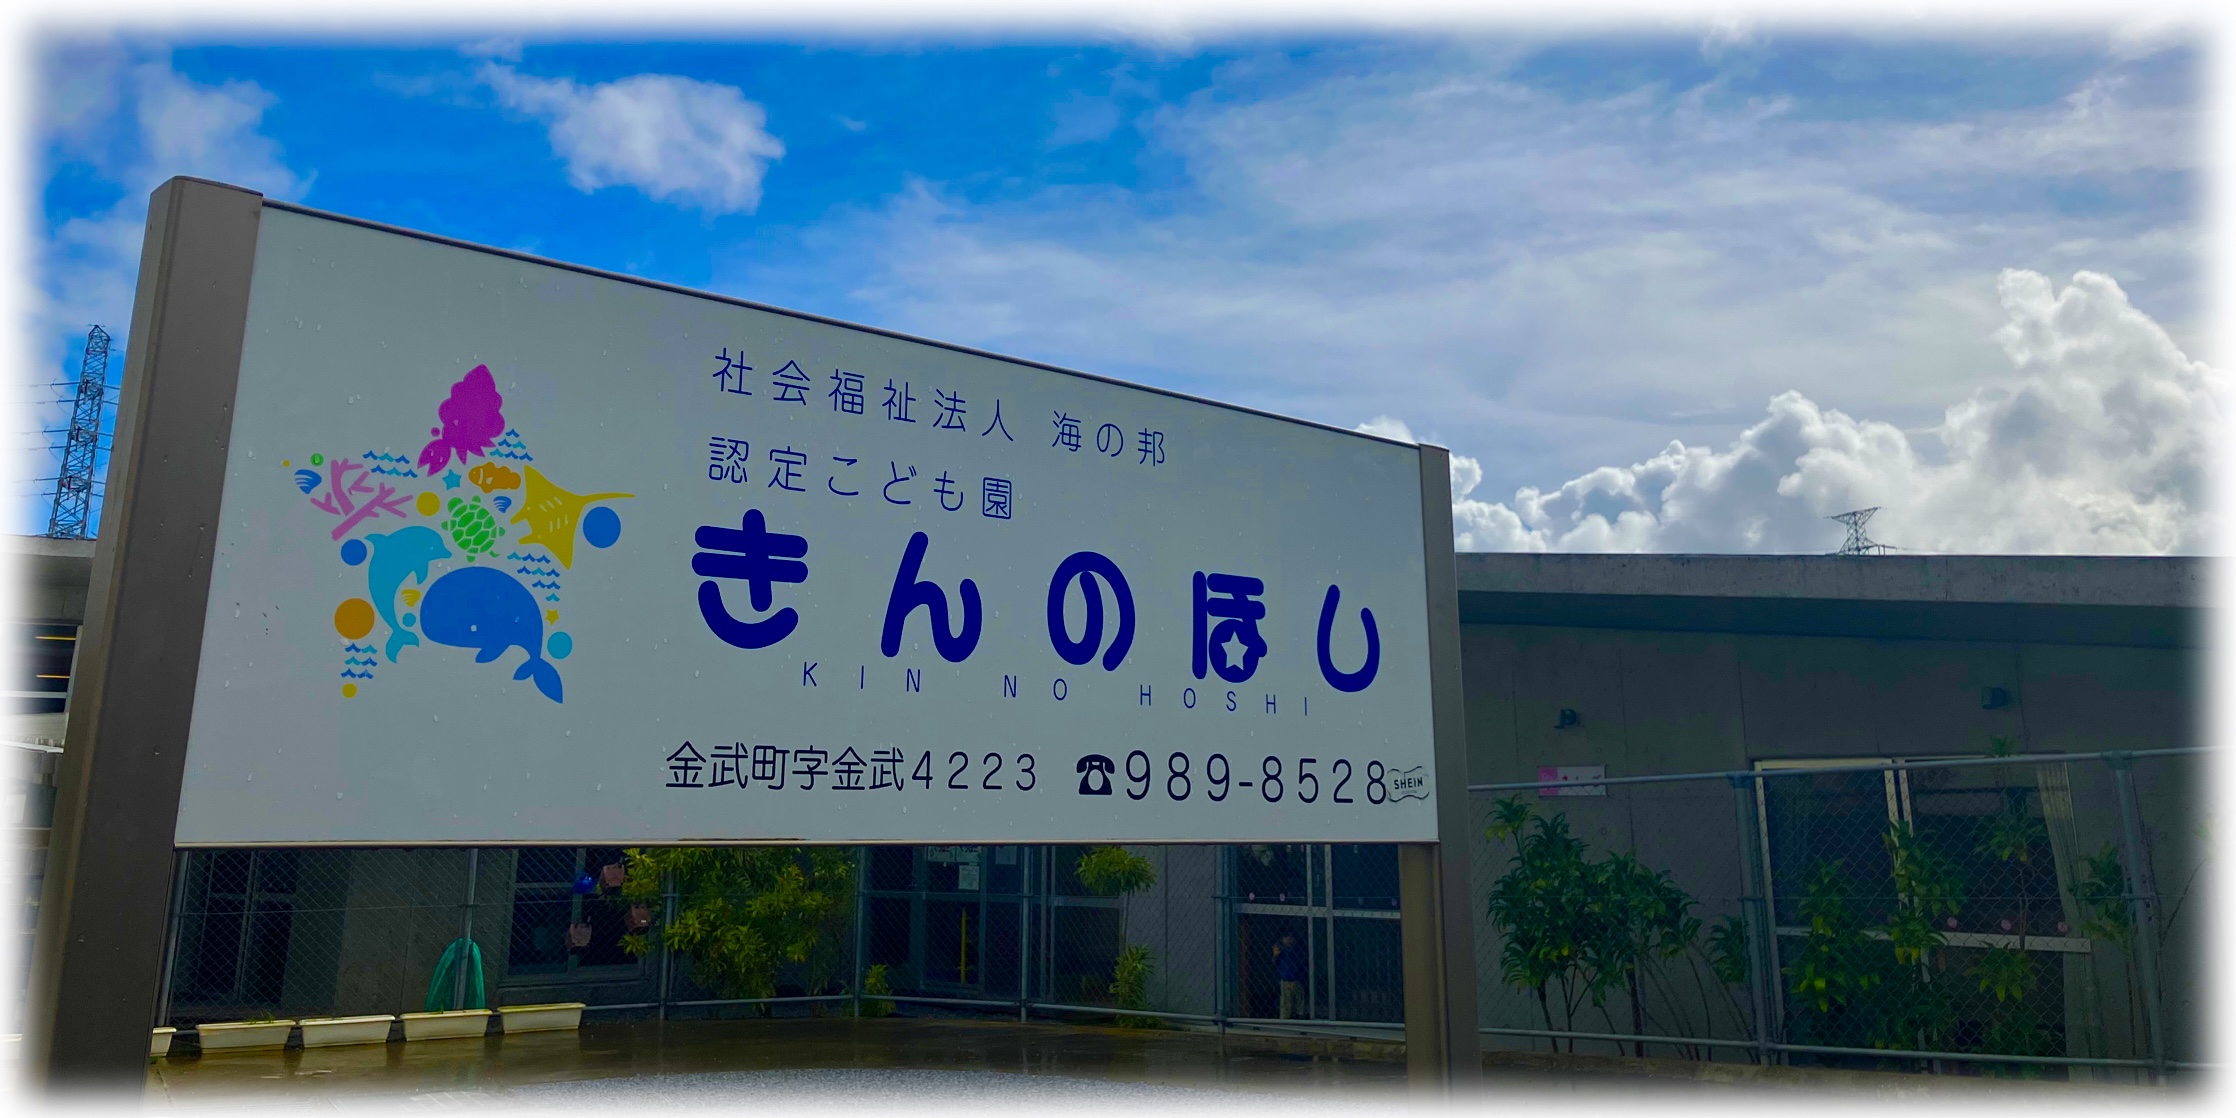 社会福祉法人 海の邦
認定こども園
きんのほし
KIN NO HOSHI
金武町字金武4223 ☎989-8528
SHEIN